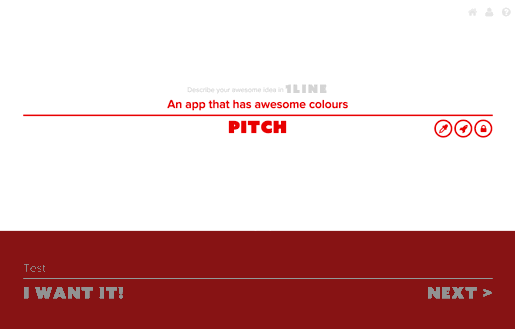 Describe your awesome idea in 1LINE
An app that has awesome colours
PITCH
Test
I WANT IT!
NEXT >